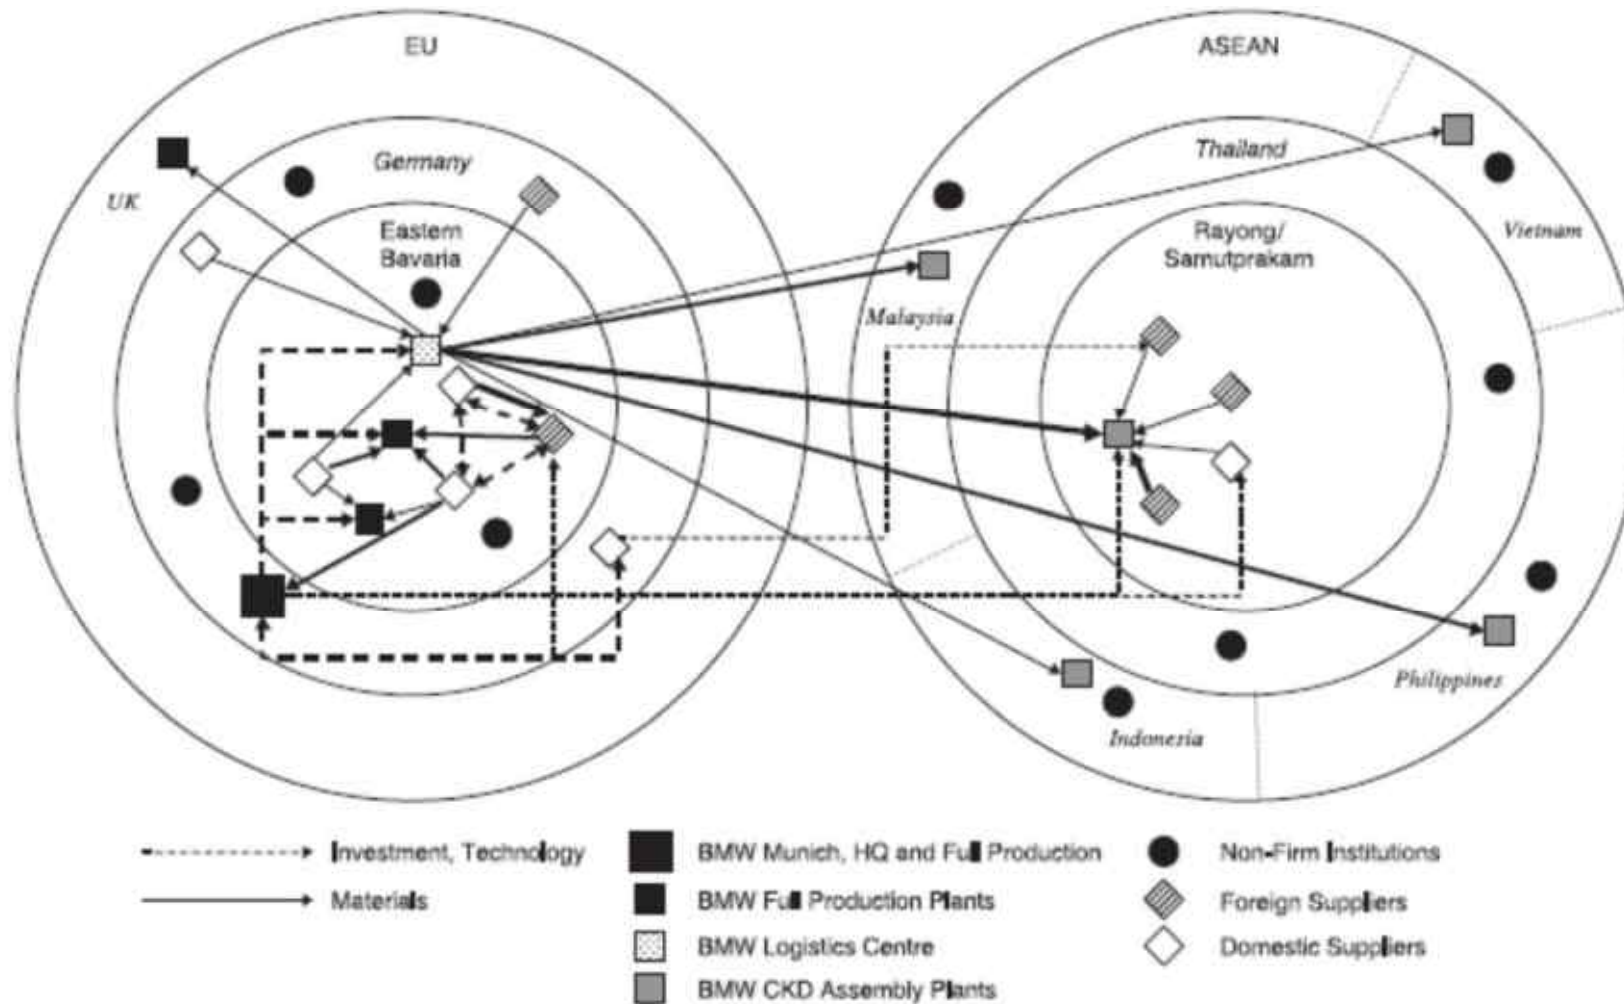 EU
ASEAN
Germany
Thailand
UK
Eastern
Bavaria
Rayong/
Samutprakarn
Vietnam
Malaysia
Philippines
Indonesia
Investment, Technology
Materials
BMW Munich, HQ and Full Production
BMW Full Production Plants
BMW Logistics Centre
BMW CKD Assembly Plants
Non-Firm Institutions
Foreign Suppliers
Domestic Suppliers